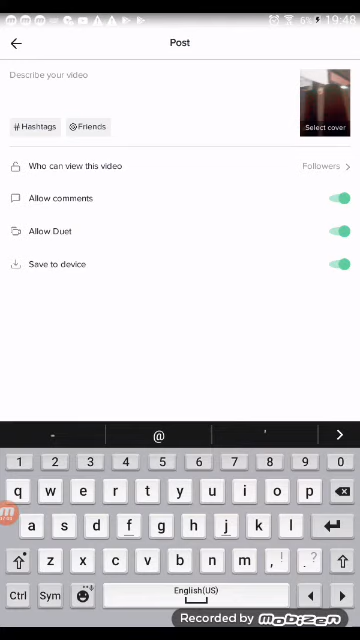 6% 19:48
Post
Describe your video
Select cover
# Hashtags @ Friends
Who can view this video Followers
Allow comments
Allow Duet
Save to device
- @ '
1 2 3 4 5 6 7 8 9 0
q w e r t y u i o p
a s d f g h j k l
z x c v b n m , ! . ?
Ctrl Sym English(US)
Recorded by mobizen